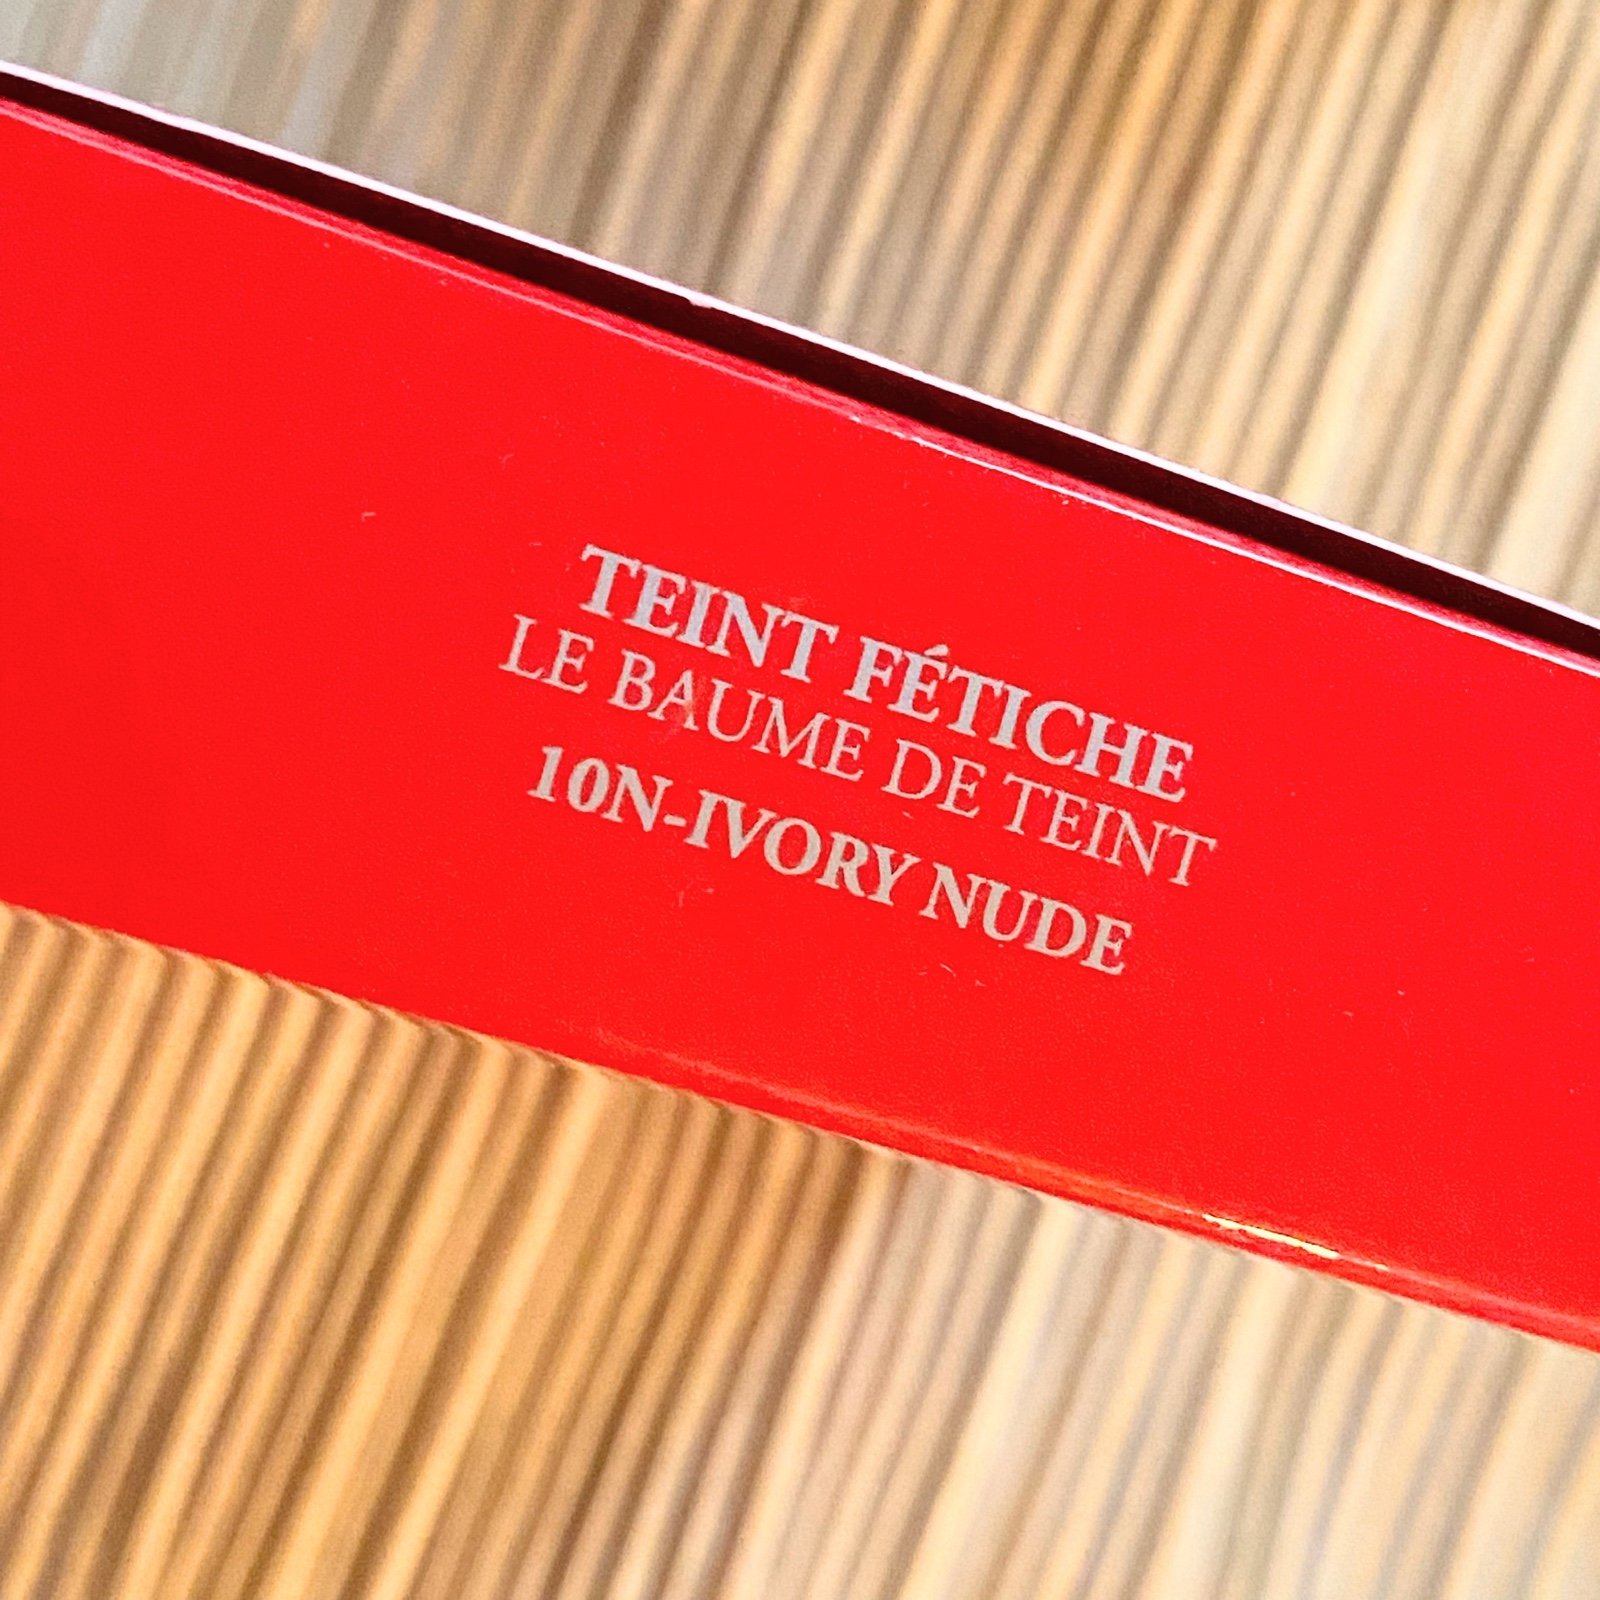 TEINT FÉTICHE
LE BAUME DE TEINT
10N-IVORY NUDE